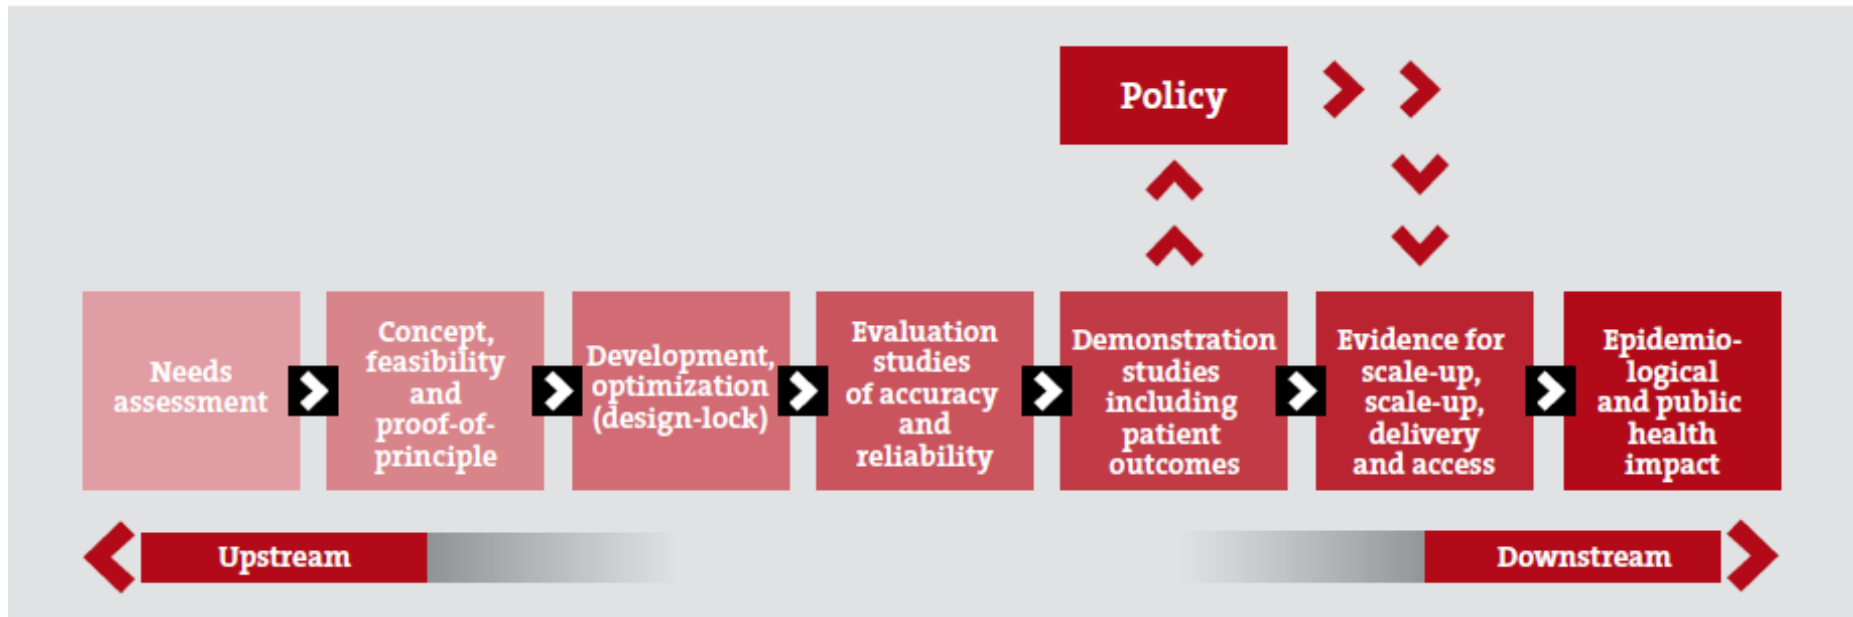 Policy
Needs
assessment
Concept,
feasibility
and
proof-of-
principle
Development,
optimization
(design-lock)
Evaluation
studies
of accuracy
and
reliability
Demonstration
studies
including
patient
outcomes
Evidence for
scale-up,
scale-up,
delivery
and access
Epidemio-
logical
and public
health
impact
Upstream
Downstream